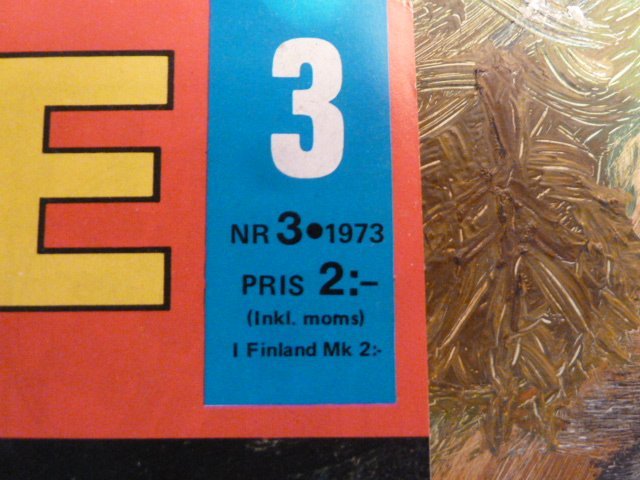 E
3
NR 3•1973
PRIS 2:-
(Inkl. moms)
I Finland Mk 2:-